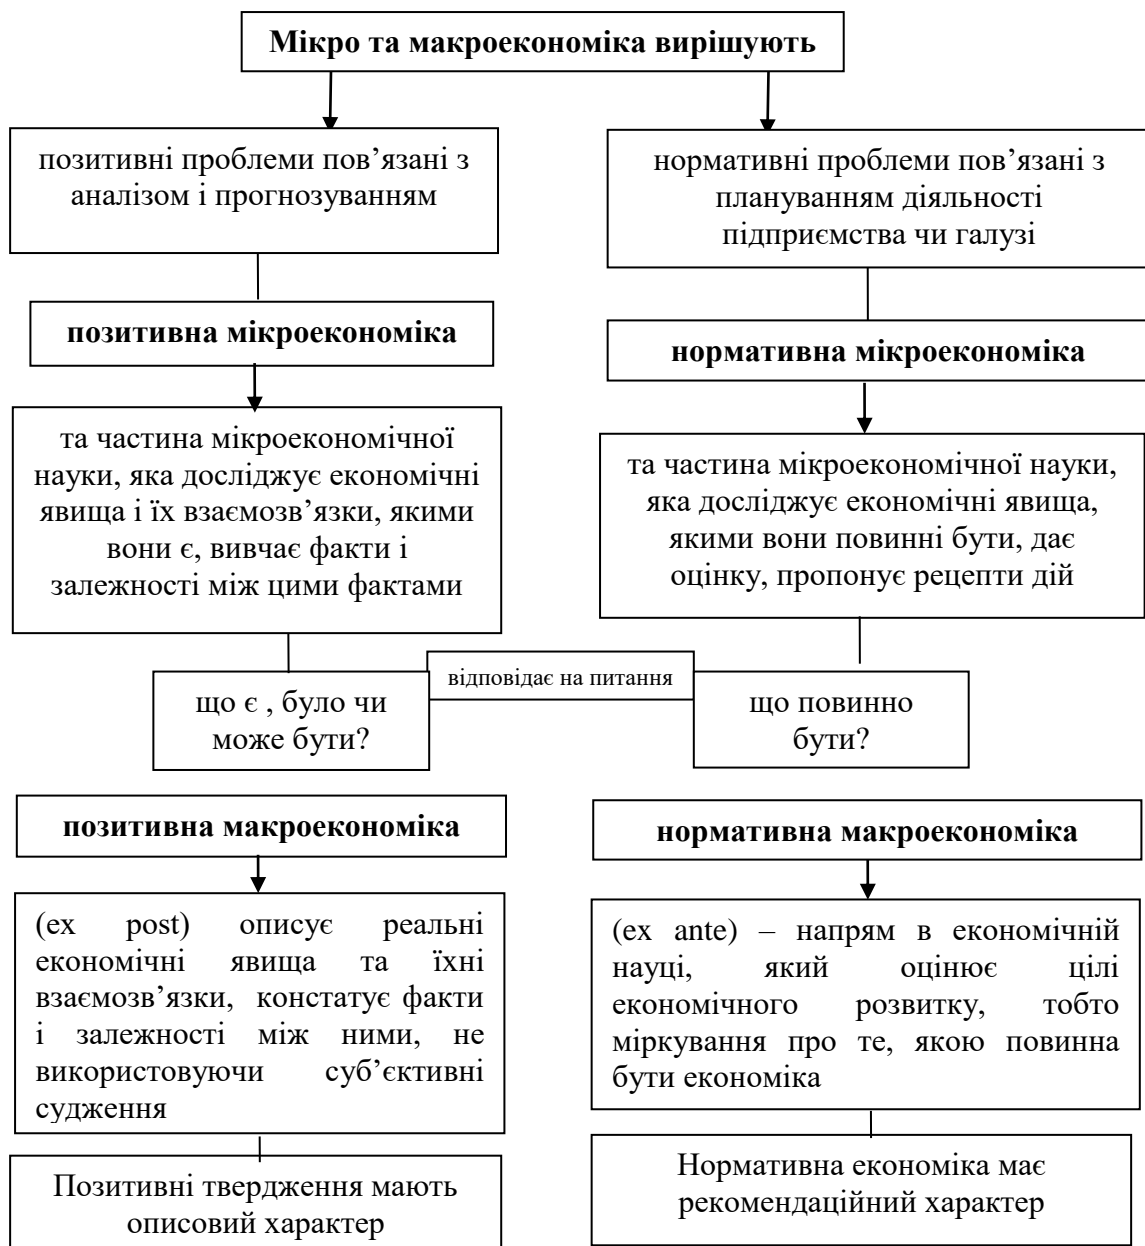 Мікро та макроекономіка вирішують
позитивні проблеми пов’язані з
аналізом і прогнозуванням
нормативні проблеми пов’язані з
плануванням діяльності
підприємства чи галузі
позитивна мікроекономіка
нормативна мікроекономіка
та частина мікроекономічної
науки, яка досліджує економічні
явища і їх взаємозв’язки, якими
вони є, вивчає факти і
залежності між цими фактами
та частина мікроекономічної науки,
яка досліджує економічні явища,
якими вони повинні бути, дає
оцінку, пропонує рецепти дій
що є , було чи
може бути?
відповідає на питання
що повинно
бути?
позитивна макроекономіка
нормативна макроекономіка
(ex post) описує реальні
економічні явища та їхні
взаємозв’язки, констатує факти
і залежності між ними, не
використовуючи суб’єктивні
судження
(ex ante) – напрям в економічній
науці, який оцінює цілі
економічного розвитку, тобто
міркування про те, якою повинна
бути економіка
Позитивні твердження мають
описовий характер
Нормативна економіка має
рекомендаційний характер